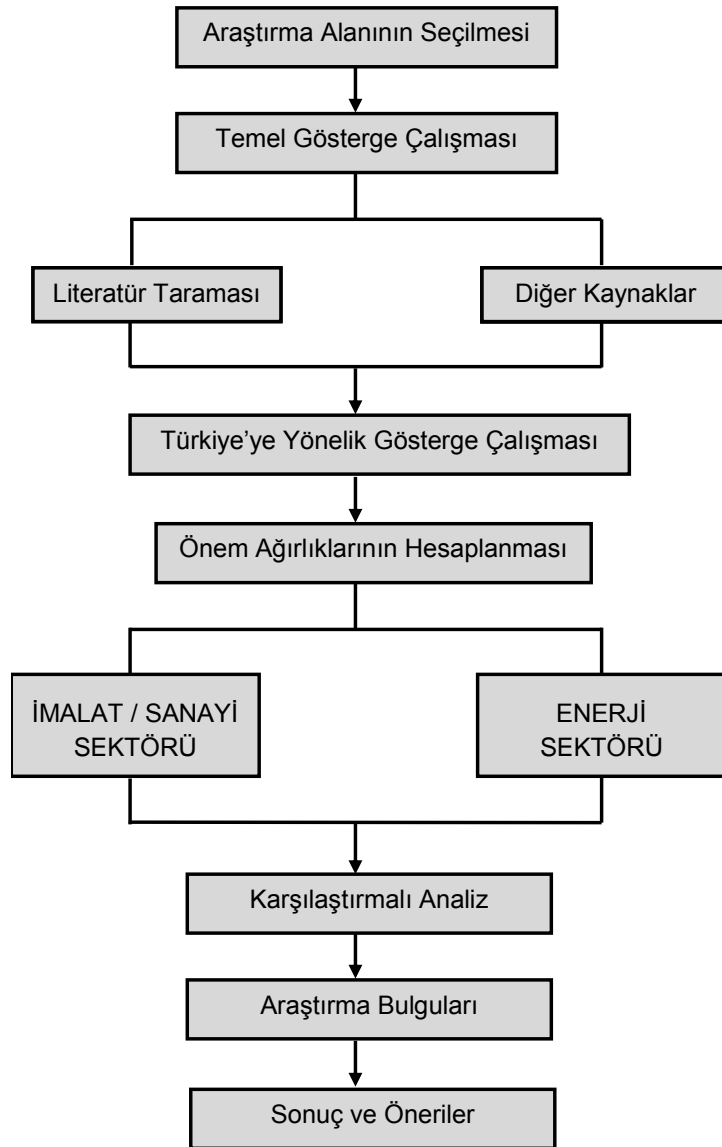 Araştırma Alanının Seçilmesi
Temel Gösterge Çalışması
Literatür Taraması
Diğer Kaynaklar
Türkiye’ye Yönelik Gösterge Çalışması
Önem Ağırlıklarının Hesaplanması
İMALAT / SANAYİ
SEKTÖRÜ
ENERJİ
SEKTÖRÜ
Karşılaştırmalı Analiz
Araştırma Bulguları
Sonuç ve Öneriler